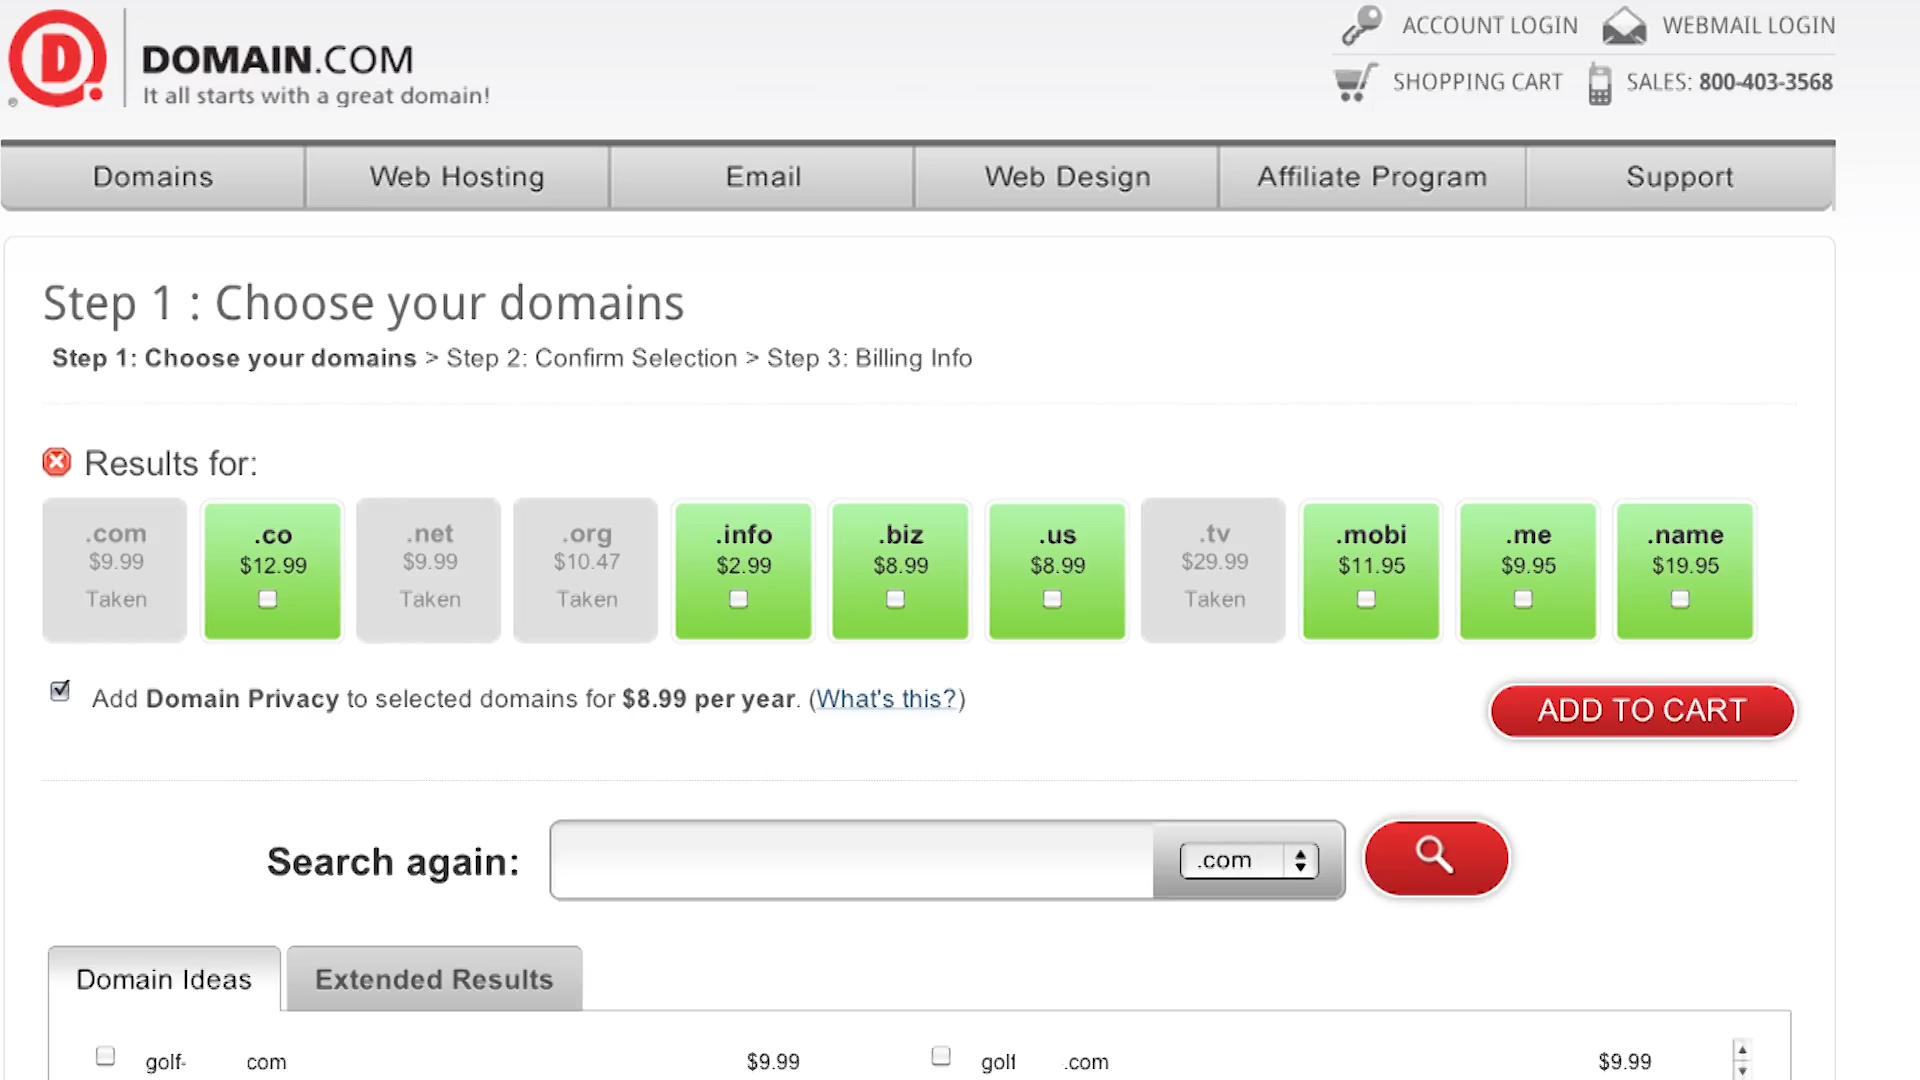 D
DOMAIN.COM
It all starts with a great domain!
ACCOUNT LOGIN
WEBMAIL LOGIN
SHOPPING CART
SALES: 800-403-3568
Domains
Web Hosting
Email
Web Design
Affiliate Program
Support
Step 1 : Choose your domains
Step 1: Choose your domains > Step 2: Confirm Selection > Step 3: Billing Info
Results for:
.com
$9.99
Taken
.co
$12.99
.net
$9.99
Taken
.org
$10.47
Taken
.info
$2.99
.biz
$8.99
.us
$8.99
.tv
$29.99
Taken
.mobi
$11.95
.me
$9.95
.name
$19.95
Add Domain Privacy to selected domains for $8.99 per year. (What's this?)
ADD TO CART
Search again:
.com
Domain Ideas
Extended Results
golf- com $9.99
golf .com $9.99